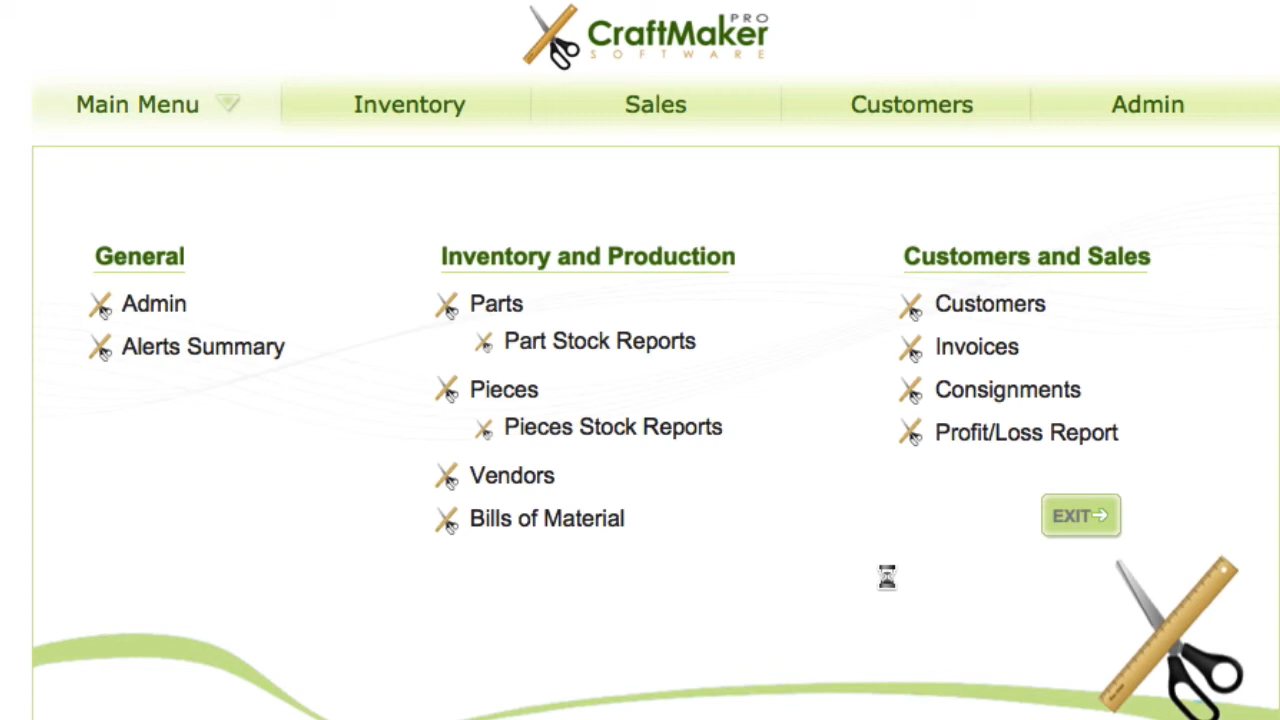 PRO
CraftMaker
SOFTWARE
Main Menu
Inventory
Sales
Customers
Admin
General
Admin
Alerts Summary
Inventory and Production
Parts
Part Stock Reports
Pieces
Pieces Stock Reports
Vendors
Bills of Material
Customers and Sales
Customers
Invoices
Consignments
Profit/Loss Report
EXIT